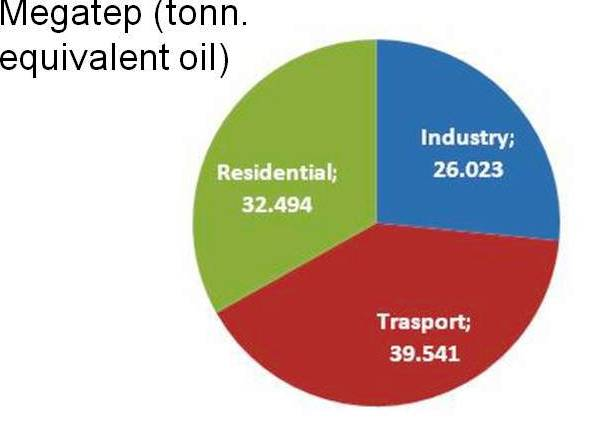 Megatep (tonn.
equivalent oil)
Industry;
26.023
Residential;
32.494
Trasport;
39.541